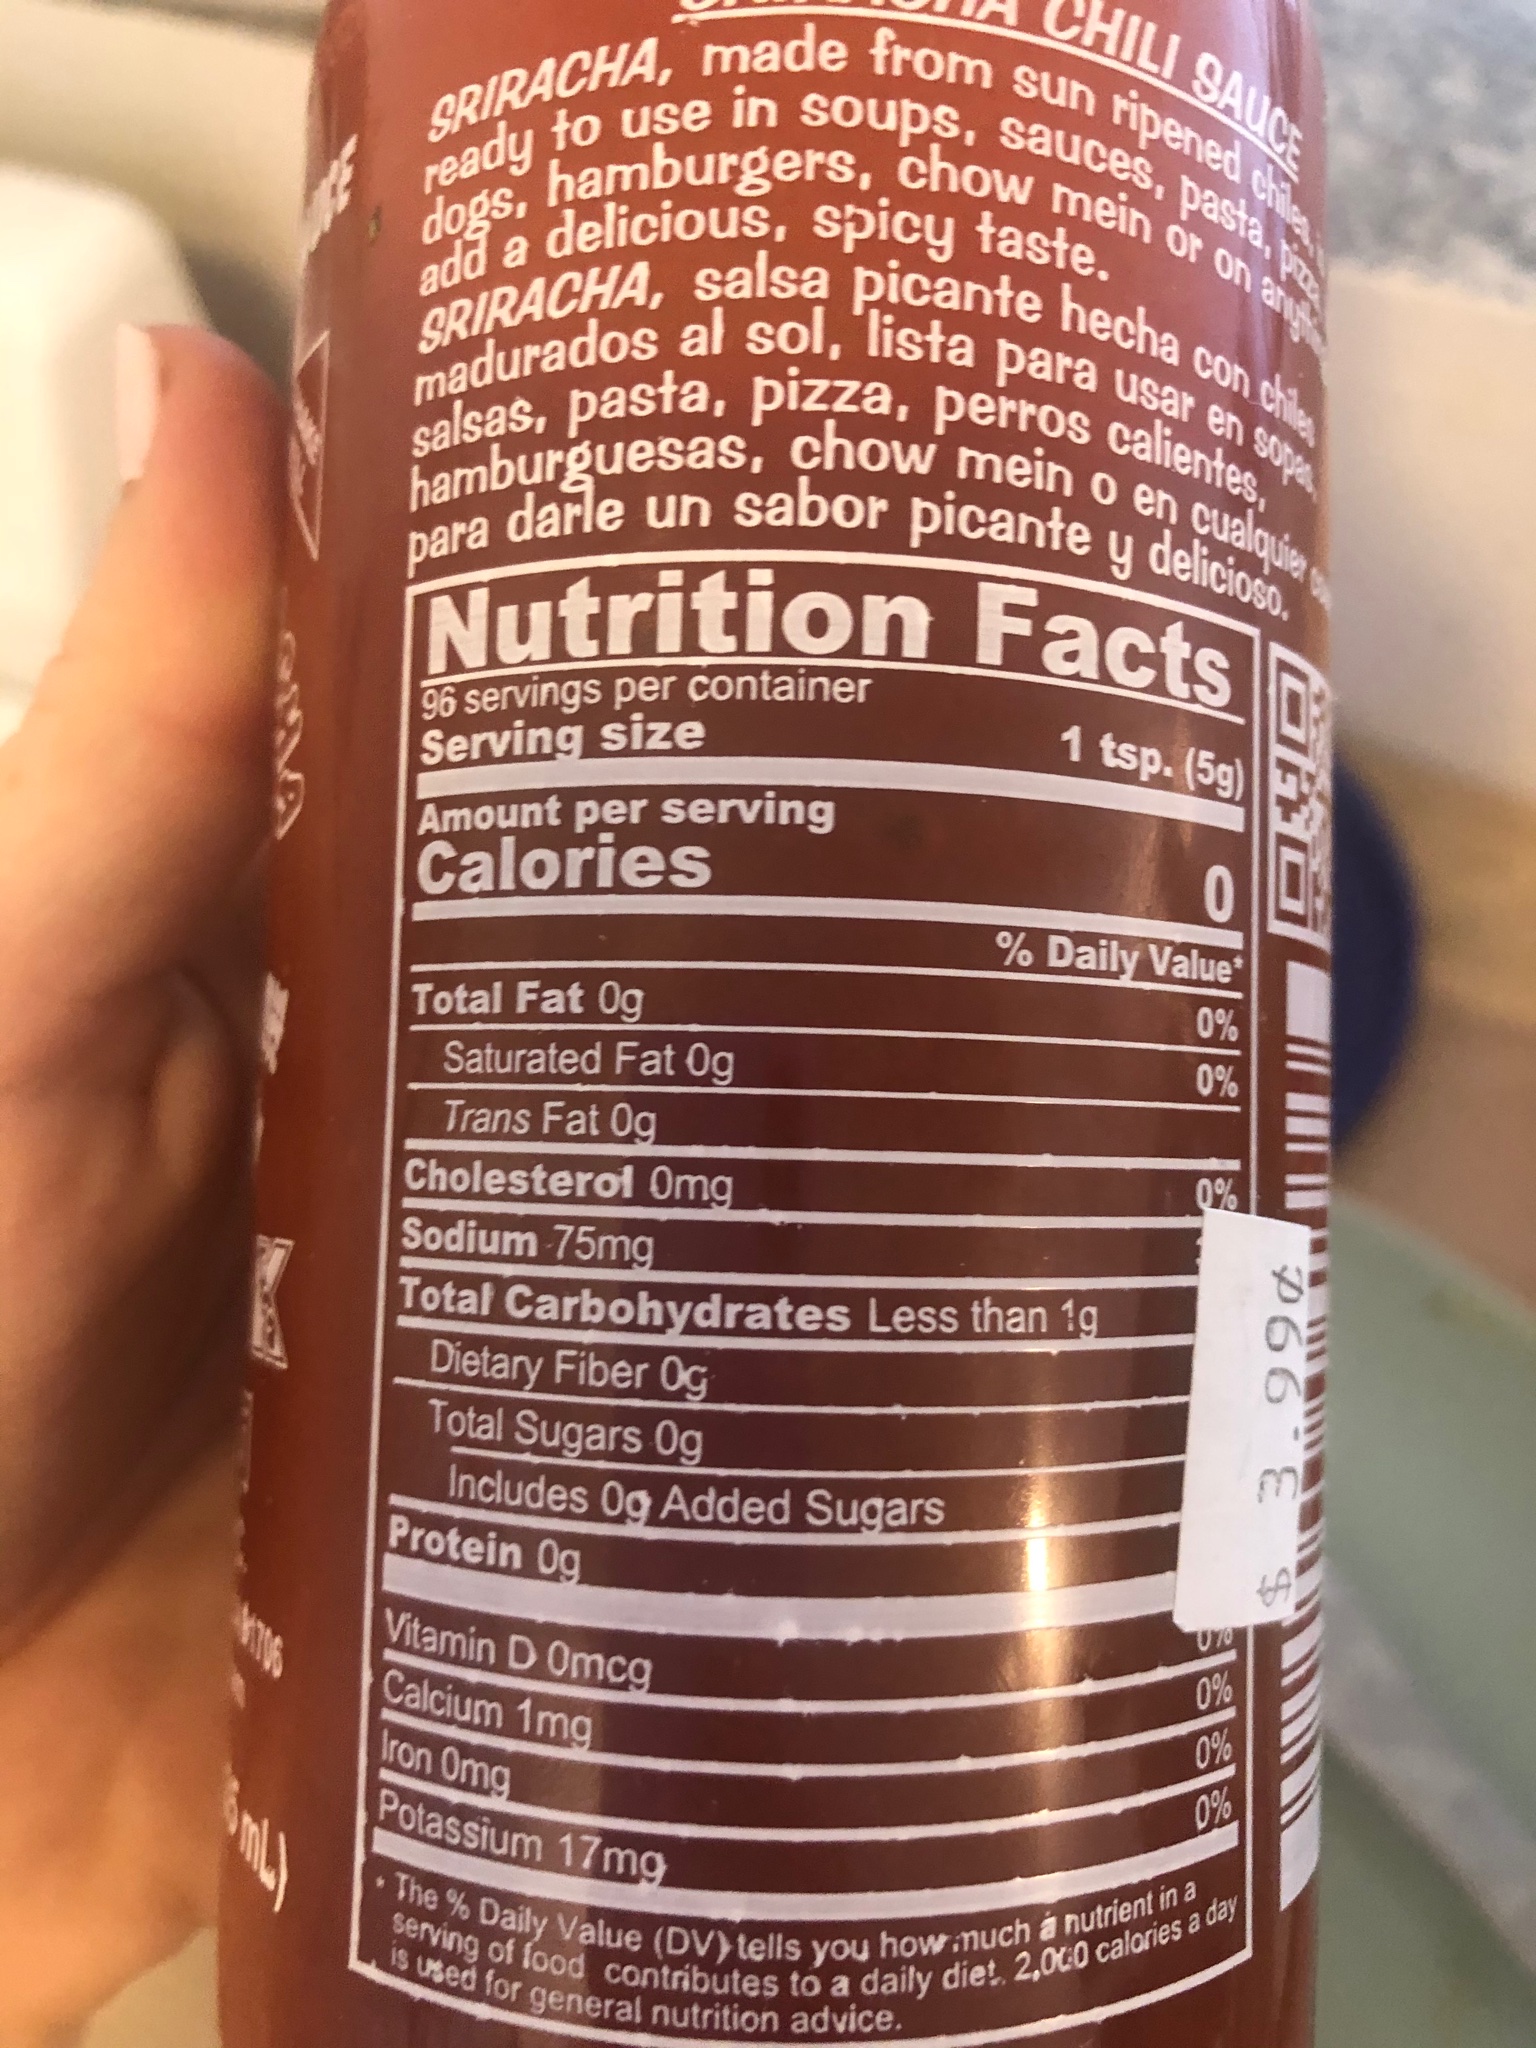 CHILI SAUCE
SRIRACHA, made from sun ripened chiles,
ready to use in soups, sauces, pasta, pizza
dogs, hamburgers, chow mein or on
add a delicious, spicy taste.
SRIRACHA, salsa picante hecha con chiles
madurados al sol, lista para usar en sopas,
salsas, pasta, pizza, perros calientes,
hamburguesas, chow mein o en cualquier
para darle un sabor picante y delicioso.
Nutrition Facts
96 servings per container
Serving size 1 tsp. (5g)
Amount per serving
Calories 0
% Daily Value*
Total Fat 0g 0%
Saturated Fat 0g 0%
Trans Fat 0g
Cholesterol 0mg 0%
Sodium 75mg
Total Carbohydrates Less than 1g
Dietary Fiber 0g
Total Sugars 0g
Includes 0g Added Sugars
Protein 0g
Vitamin D 0mcg 0%
Calcium 1mg 0%
Iron 0mg 0%
Potassium 17mg 0%
* The % Daily Value (DV) tells you how much a nutrient in a
serving of food contributes to a daily diet. 2,000 calories a day
is used for general nutrition advice.
$ 3.99¢
mL)